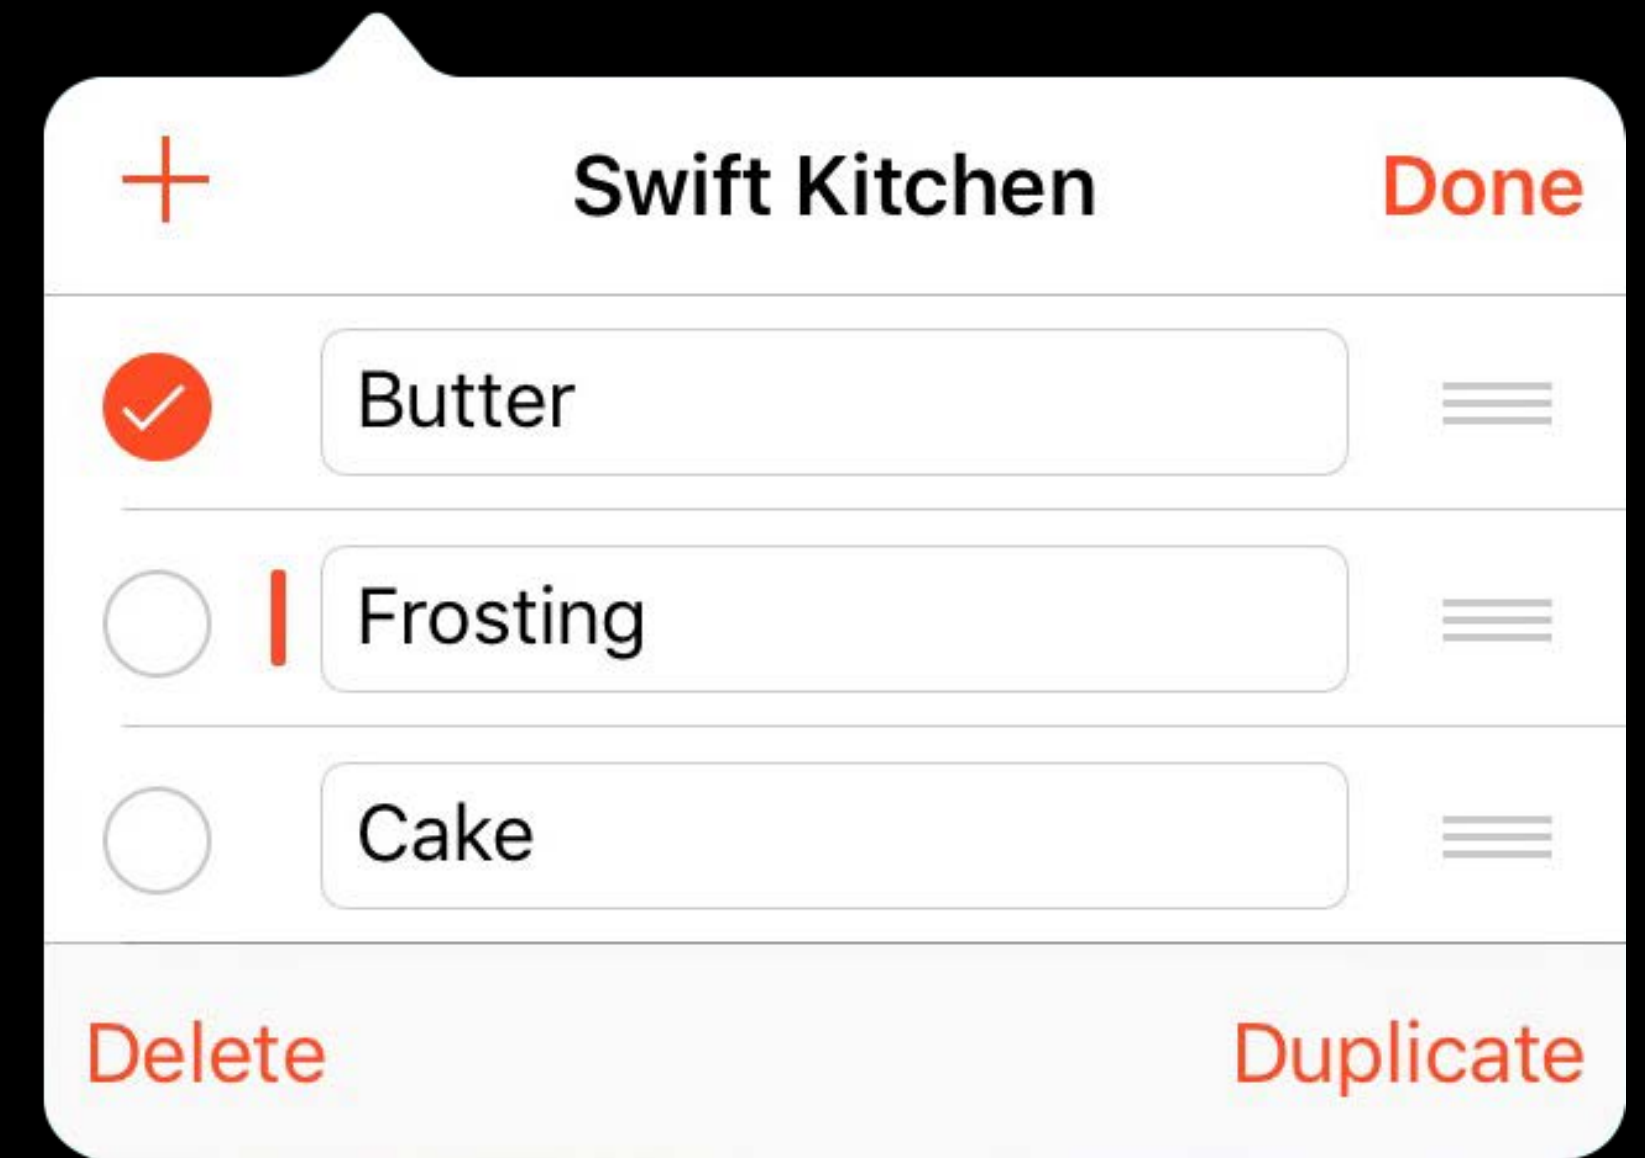 Swift Kitchen Done
Butter
Frosting
Cake
Delete Duplicate